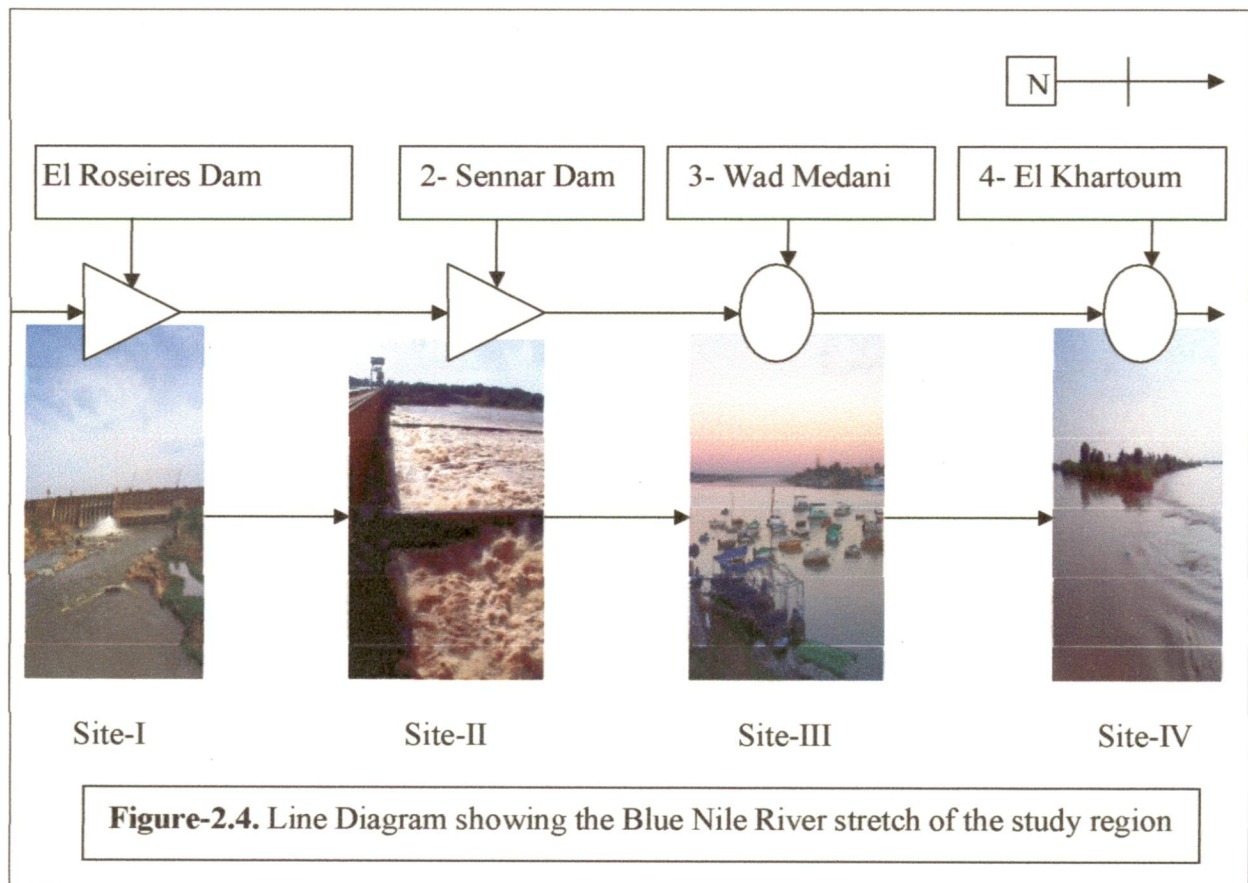 N
El Roseires Dam
2- Sennar Dam
3- Wad Medani
4- El Khartoum
Site-I
Site-II
Site-III
Site-IV
Figure-2.4. Line Diagram showing the Blue Nile River stretch of the study region